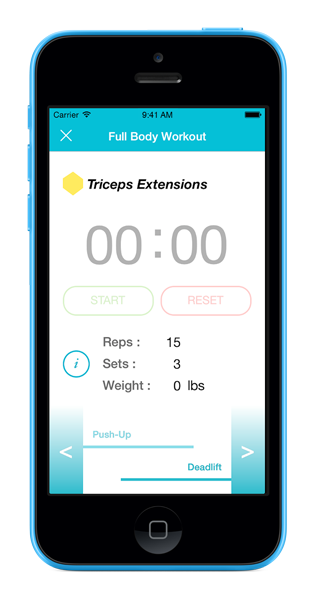 Carrier 9:41 AM
Full Body Workout
Triceps Extensions
00:00
START RESET
Reps : 15
i
Sets : 3
Weight : 0 lbs
Push-Up
< >
Deadlift